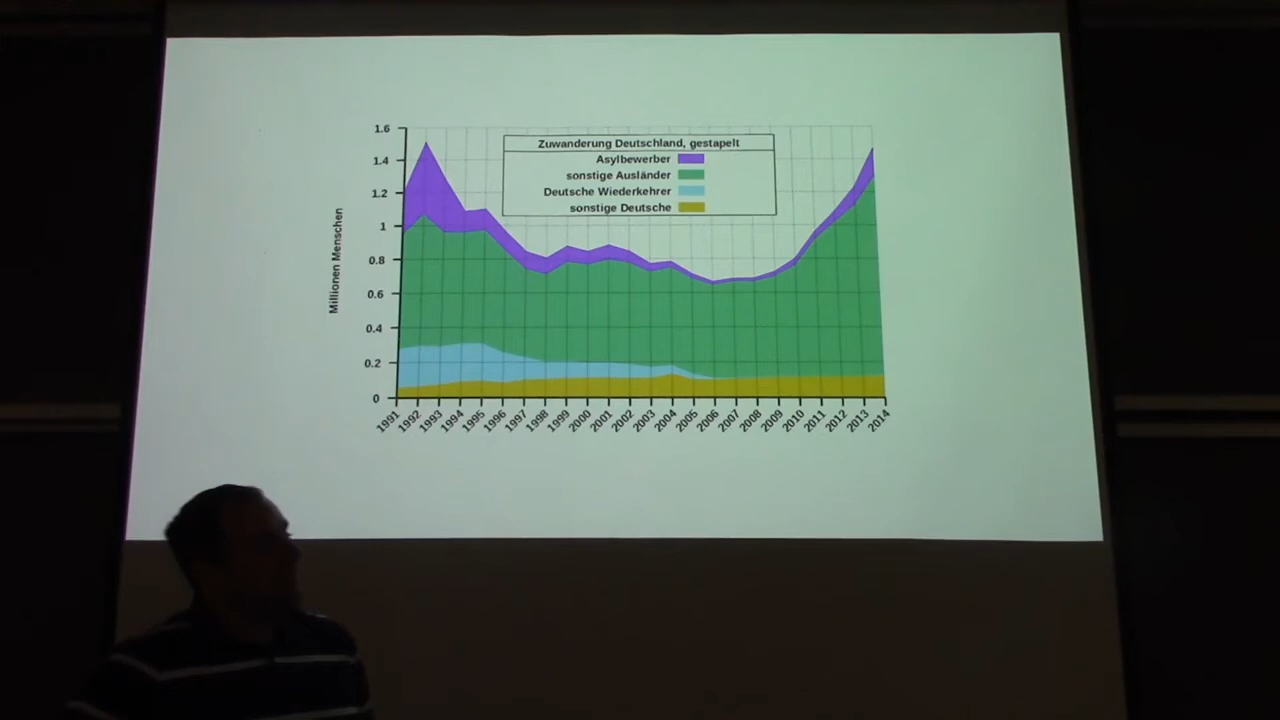 Zuwanderung Deutschland, gestapelt
Asylbewerber
sonstige Ausländer
Deutsche Wiederkehrer
sonstige Deutsche
Millionen Menschen
1.6
1.4
1.2
1
0.8
0.6
0.4
0.2
0
1991 1992 1993 1994 1995 1996 1997 1998 1999 2000 2001 2002 2003 2004 2005 2006 2007 2008 2009 2010 2011 2012 2013 2014